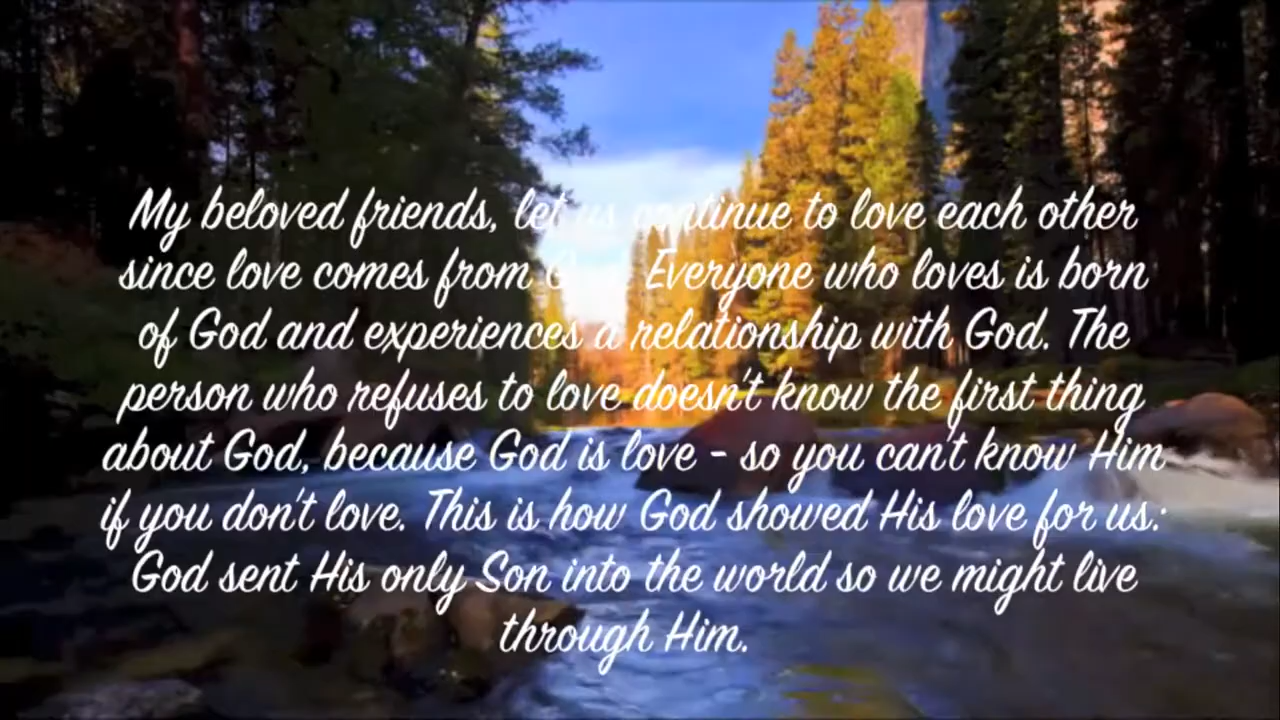 My beloved friends, let us continue to love each other
since love comes from God. Everyone who loves is born
of God and experiences a relationship with God. The
person who refuses to love doesn't know the first thing
about God, because God is love - so you can't know Him
if you don't love. This is how God showed His love for us:
God sent His only Son into the world so we might live
through Him.